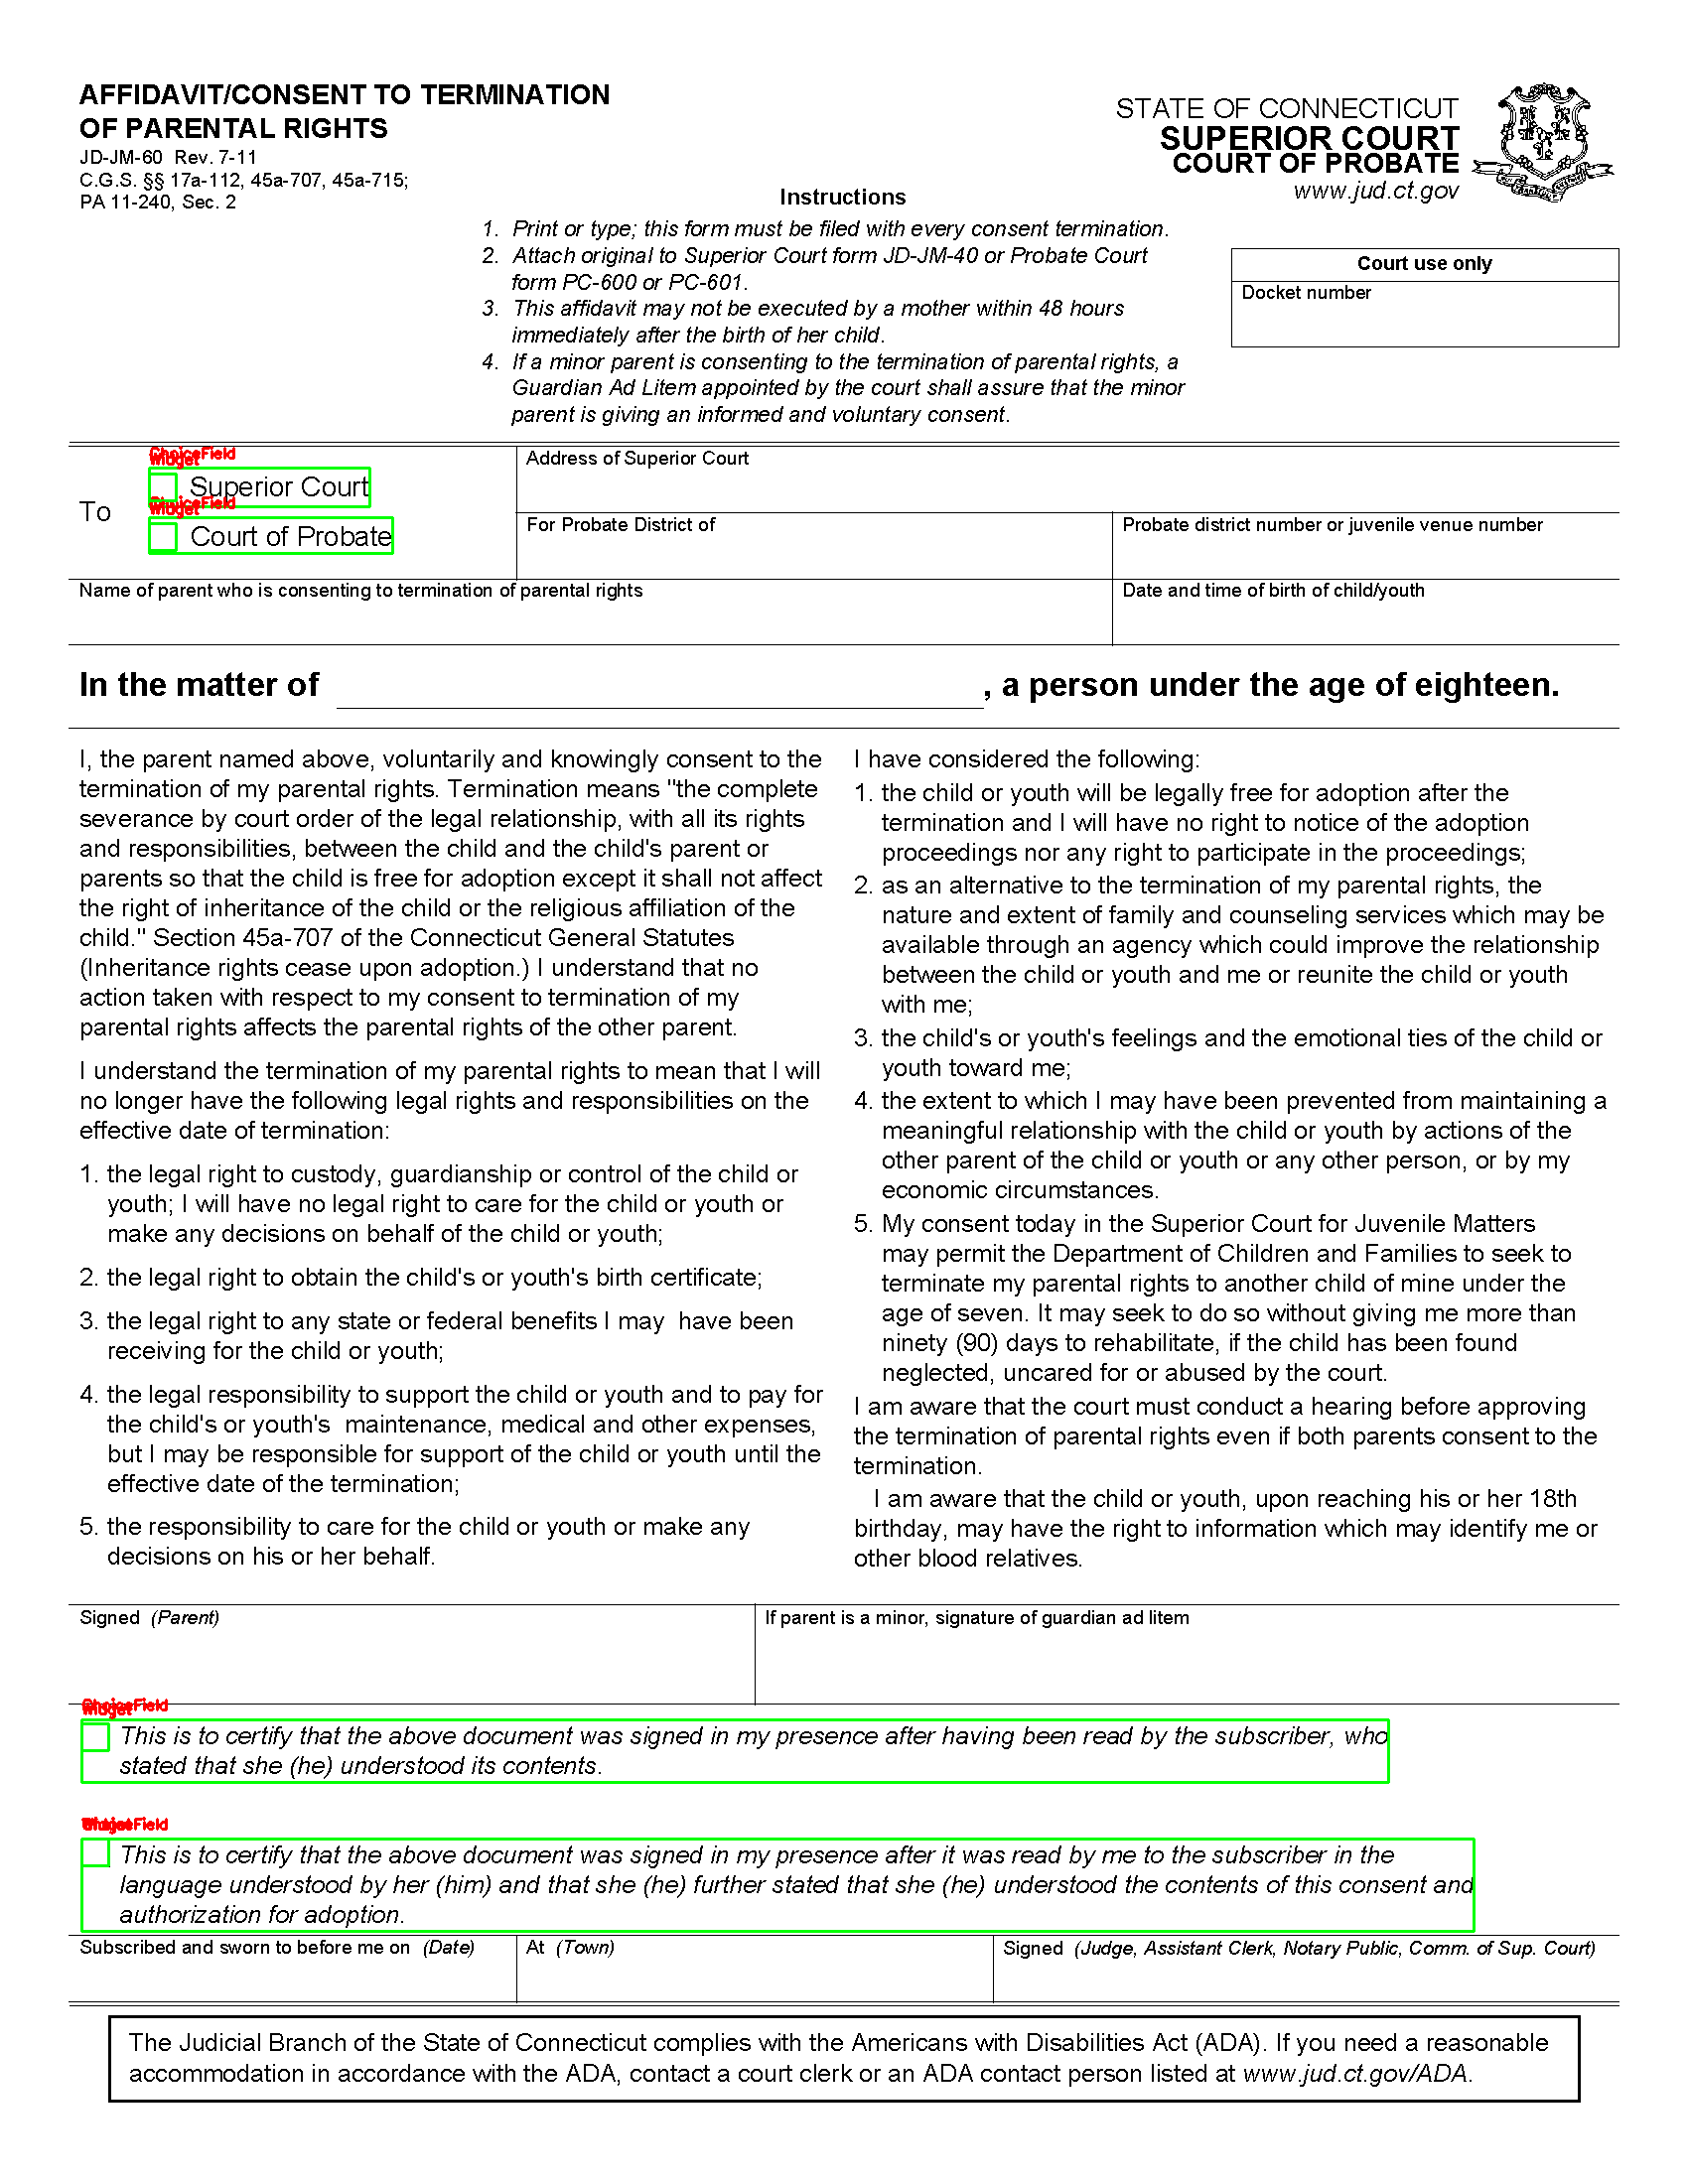 AFFIDAVIT/CONSENT TO TERMINATION
OF PARENTAL RIGHTS
JD-JM-60 Rev. 7-11
C.G.S. §§ 17a-112, 45a-707, 45a-715;
PA 11-240, Sec. 2
STATE OF CONNECTICUT
SUPERIOR COURT
COURT OF PROBATE
www.jud.ct.gov
Instructions
1. Print or type; this form must be filed with every consent termination.
2. Attach original to Superior Court form JD-JM-40 or Probate Court
form PC-600 or PC-601.
3. This affidavit may not be executed by a mother within 48 hours
immediately after the birth of her child.
4. If a minor parent is consenting to the termination of parental rights, a
Guardian Ad Litem appointed by the court shall assure that the minor
parent is giving an informed and voluntary consent.
Court use only
Docket number
To
ChoiceField
Widget
Superior Court
ChoiceField
Widget
Court of Probate
Address of Superior Court
For Probate District of
Probate district number or juvenile venue number
Name of parent who is consenting to termination of parental rights
Date and time of birth of child/youth
In the matter of , a person under the age of eighteen.
I, the parent named above, voluntarily and knowingly consent to the
termination of my parental rights. Termination means "the complete
severance by court order of the legal relationship, with all its rights
and responsibilities, between the child and the child's parent or
parents so that the child is free for adoption except it shall not affect
the right of inheritance of the child or the religious affiliation of the
child." Section 45a-707 of the Connecticut General Statutes
(Inheritance rights cease upon adoption.) I understand that no
action taken with respect to my consent to termination of my
parental rights affects the parental rights of the other parent.
I understand the termination of my parental rights to mean that I will
no longer have the following legal rights and responsibilities on the
effective date of termination:
1. the legal right to custody, guardianship or control of the child or
youth; I will have no legal right to care for the child or youth or
make any decisions on behalf of the child or youth;
2. the legal right to obtain the child's or youth's birth certificate;
3. the legal right to any state or federal benefits I may have been
receiving for the child or youth;
4. the legal responsibility to support the child or youth and to pay for
the child's or youth's maintenance, medical and other expenses,
but I may be responsible for support of the child or youth until the
effective date of the termination;
5. the responsibility to care for the child or youth or make any
decisions on his or her behalf.
I have considered the following:
1. the child or youth will be legally free for adoption after the
termination and I will have no right to notice of the adoption
proceedings nor any right to participate in the proceedings;
2. as an alternative to the termination of my parental rights, the
nature and extent of family and counseling services which may be
available through an agency which could improve the relationship
between the child or youth and me or reunite the child or youth
with me;
3. the child's or youth's feelings and the emotional ties of the child or
youth toward me;
4. the extent to which I may have been prevented from maintaining a
meaningful relationship with the child or youth by actions of the
other parent of the child or youth or any other person, or by my
economic circumstances.
5. My consent today in the Superior Court for Juvenile Matters
may permit the Department of Children and Families to seek to
terminate my parental rights to another child of mine under the
age of seven. It may seek to do so without giving me more than
ninety (90) days to rehabilitate, if the child has been found
neglected, uncared for or abused by the court.
I am aware that the court must conduct a hearing before approving
the termination of parental rights even if both parents consent to the
termination.
I am aware that the child or youth, upon reaching his or her 18th
birthday, may have the right to information which may identify me or
other blood relatives.
Signed (Parent)
If parent is a minor, signature of guardian ad litem
ChoiceField
Widget
This is to certify that the above document was signed in my presence after having been read by the subscriber, who
stated that she (he) understood its contents.
ChoiceField
This is to certify that the above document was signed in my presence after it was read by me to the subscriber in the
language understood by her (him) and that she (he) further stated that she (he) understood the contents of this consent and
authorization for adoption.
Subscribed and sworn to before me on (Date)
At (Town)
Signed (Judge, Assistant Clerk, Notary Public, Comm. of Sup. Court)
The Judicial Branch of the State of Connecticut complies with the Americans with Disabilities Act (ADA). If you need a reasonable
accommodation in accordance with the ADA, contact a court clerk or an ADA contact person listed at www.jud.ct.gov/ADA.